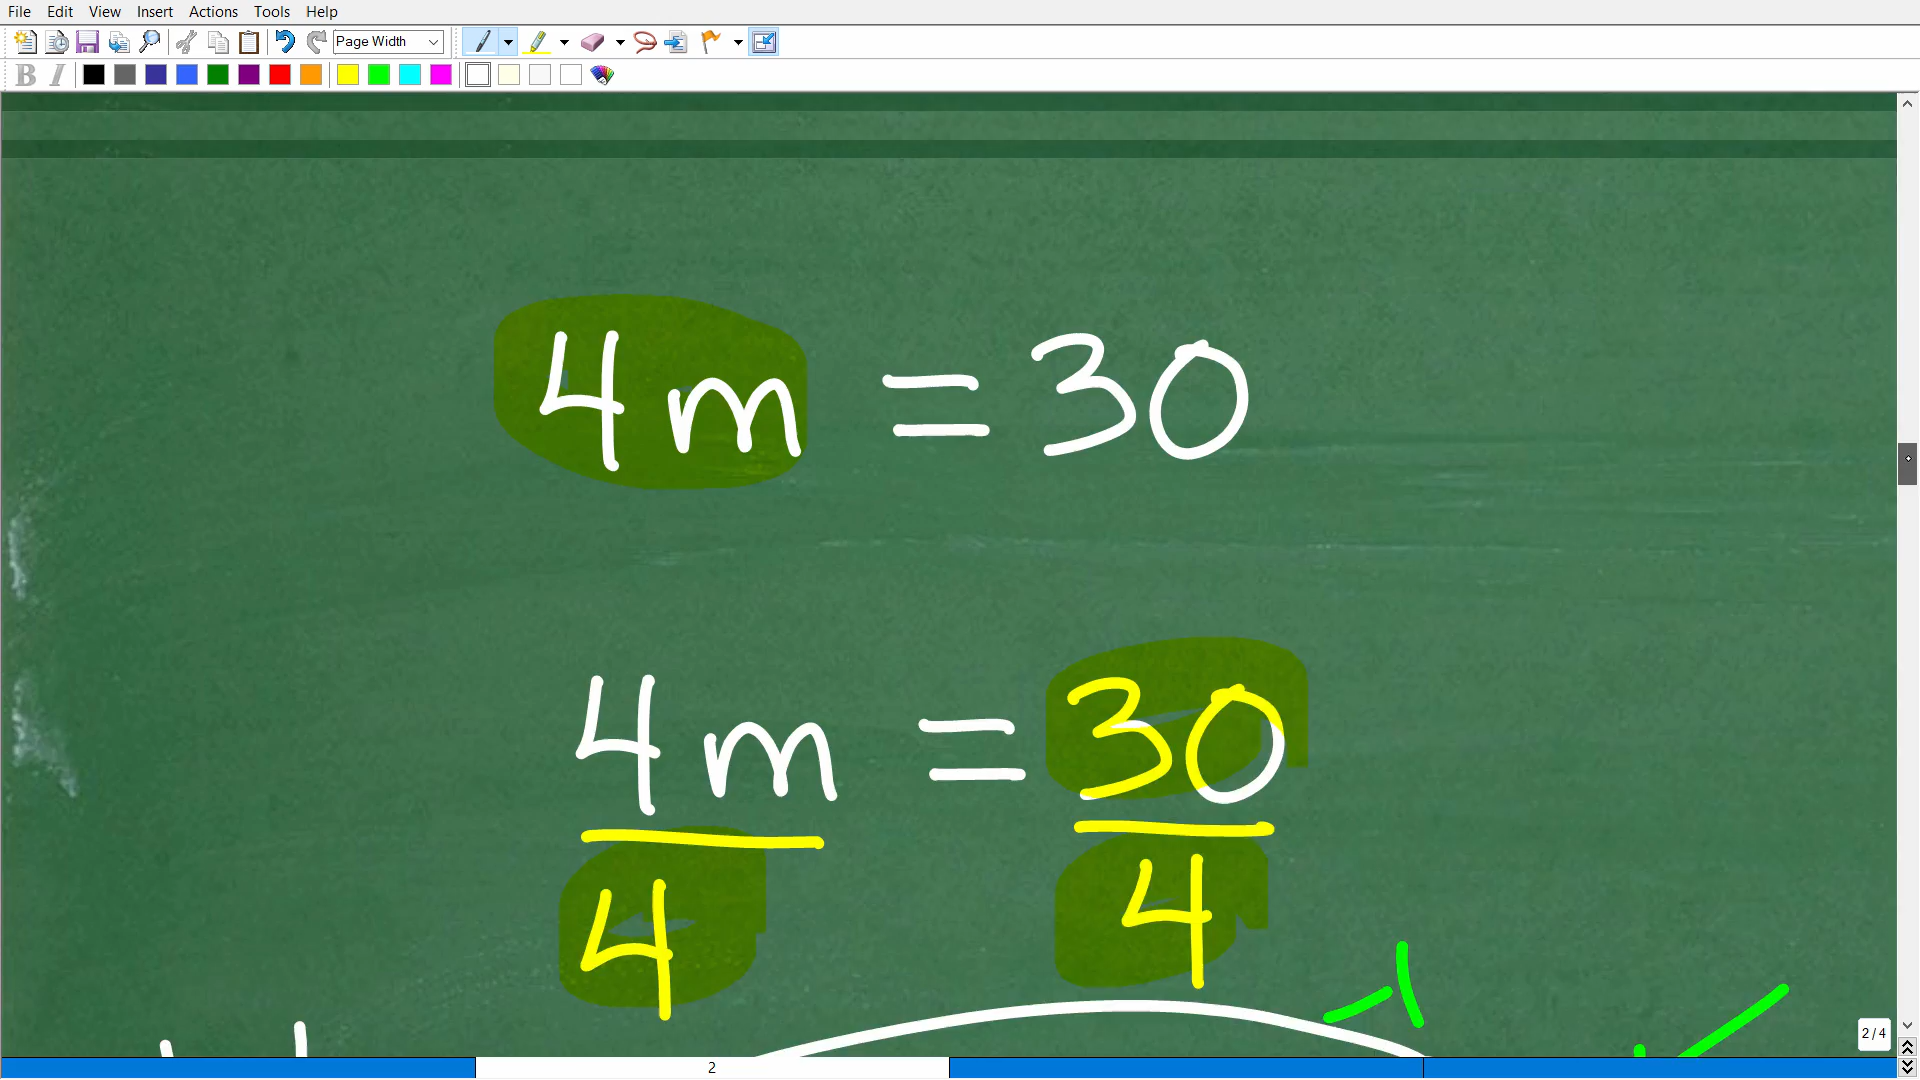 File Edit View Insert Actions Tools Help
Page Width
B I
4m = 30
4m = 30
4 4
2 / 4
2